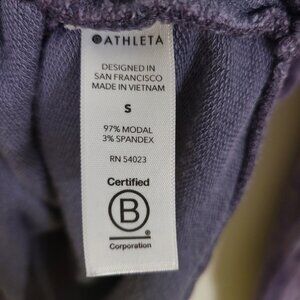 ATHLETA
DESIGNED IN
SAN FRANCISCO
MADE IN VIETNAM
S
97% MODAL
3% SPANDEX
RN 54023
Certified
B
Corporation